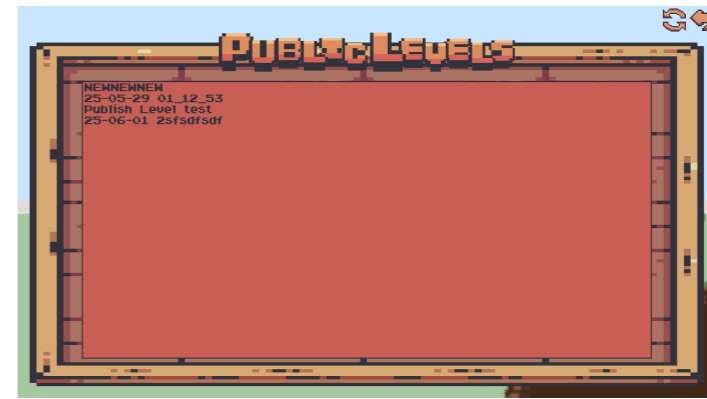 Public Levels
NEWNEWNEW
25-05-29 01_12_53
Publish Level test
25-06-01 2sfsdfsdf